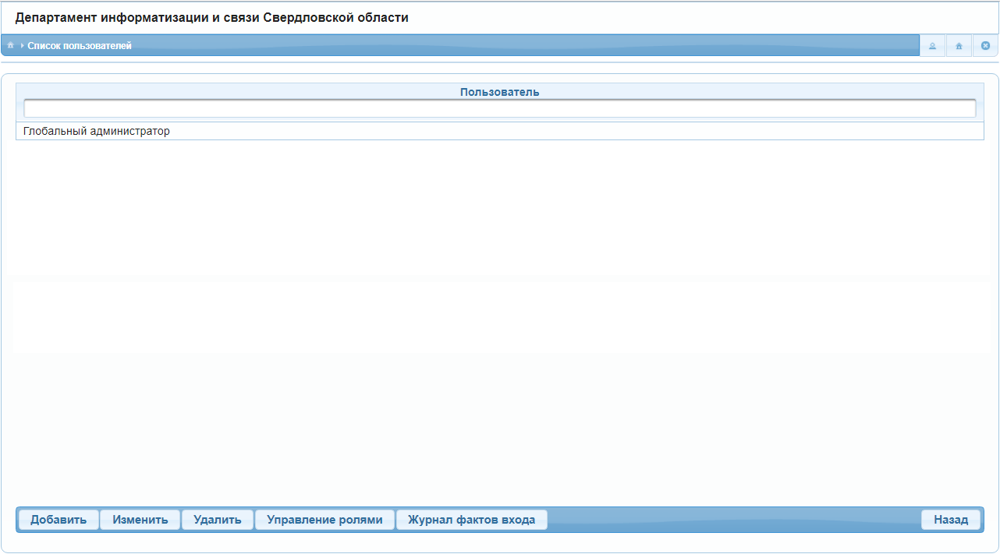 Департамент информатизации и связи Свердловской области
Список пользователей
Пользователь
Глобальный администратор
Добавить Изменить Удалить Управление ролями Журнал фактов входа Назад